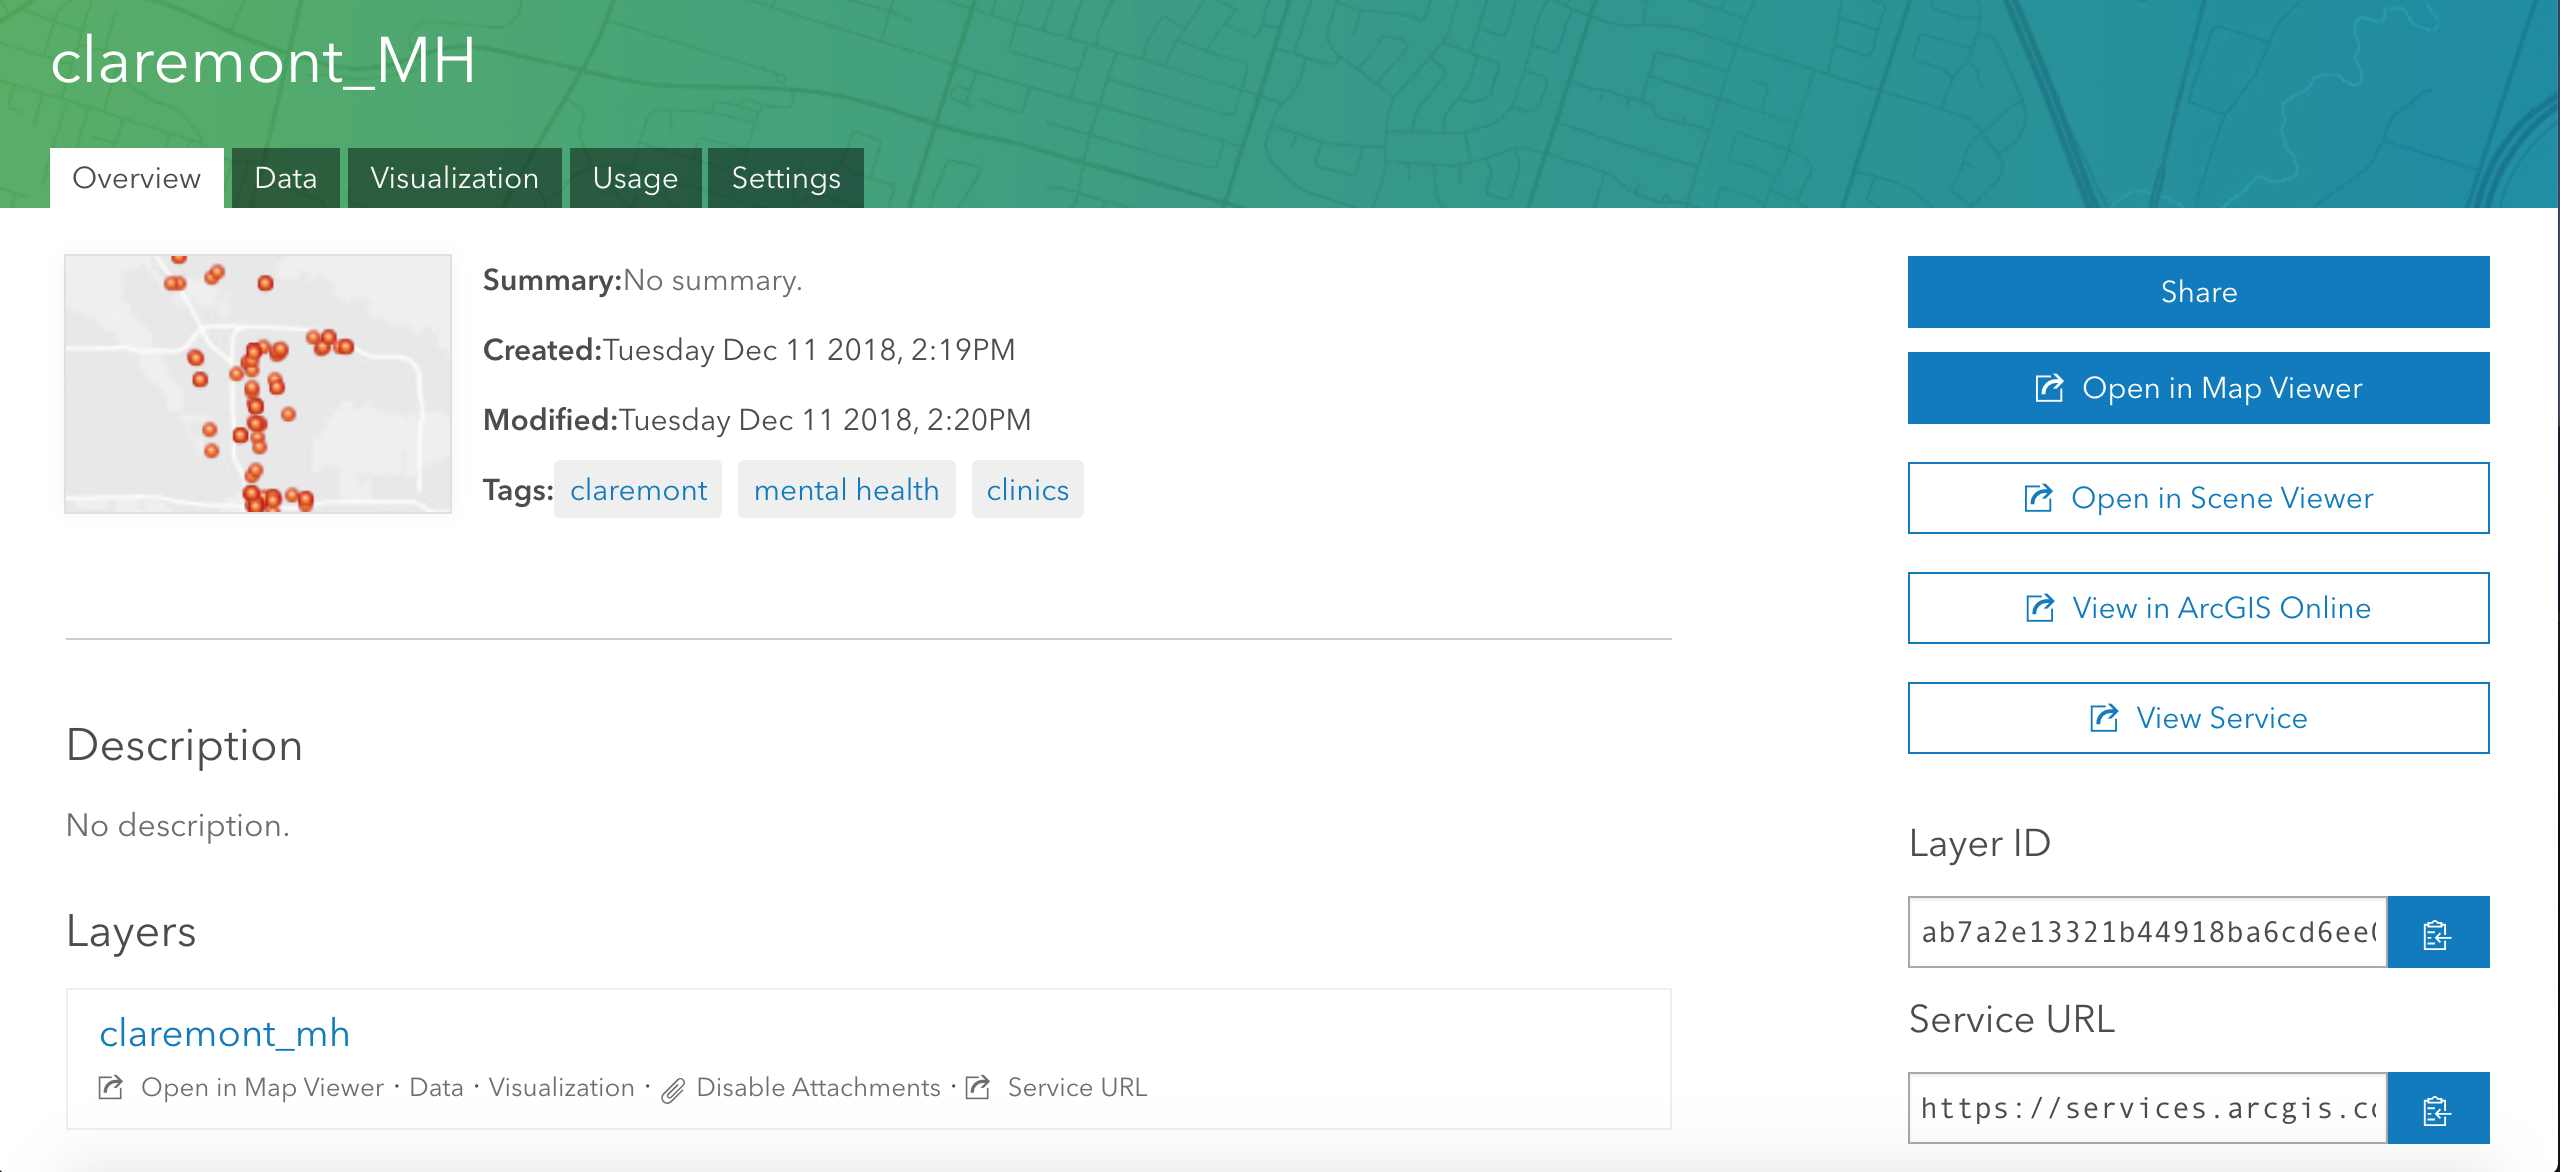 claremont_MH
Overview Data Visualization Usage Settings
Summary:No summary.
Created:Tuesday Dec 11 2018, 2:19PM
Modified:Tuesday Dec 11 2018, 2:20PM
Tags: claremont mental health clinics
Description
No description.
Layers
claremont_mh
Open in Map Viewer · Data · Visualization · Disable Attachments · Service URL
Share
Open in Map Viewer
Open in Scene Viewer
View in ArcGIS Online
View Service
Layer ID
ab7a2e13321b44918ba6cd6ee
Service URL
https://services.arcgis.c